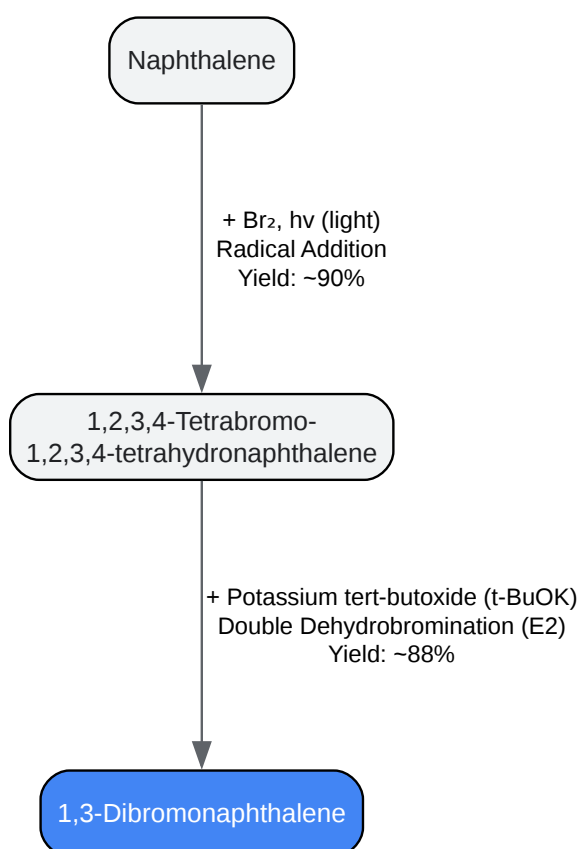 Naphthalene
+ Br₂, hv (light)
Radical Addition
Yield: ~90%
1,2,3,4-Tetrabromo-
1,2,3,4-tetrahydronaphthalene
+ Potassium tert-butoxide (t-BuOK)
Double Dehydrobromination (E2)
Yield: ~88%
1,3-Dibromonaphthalene